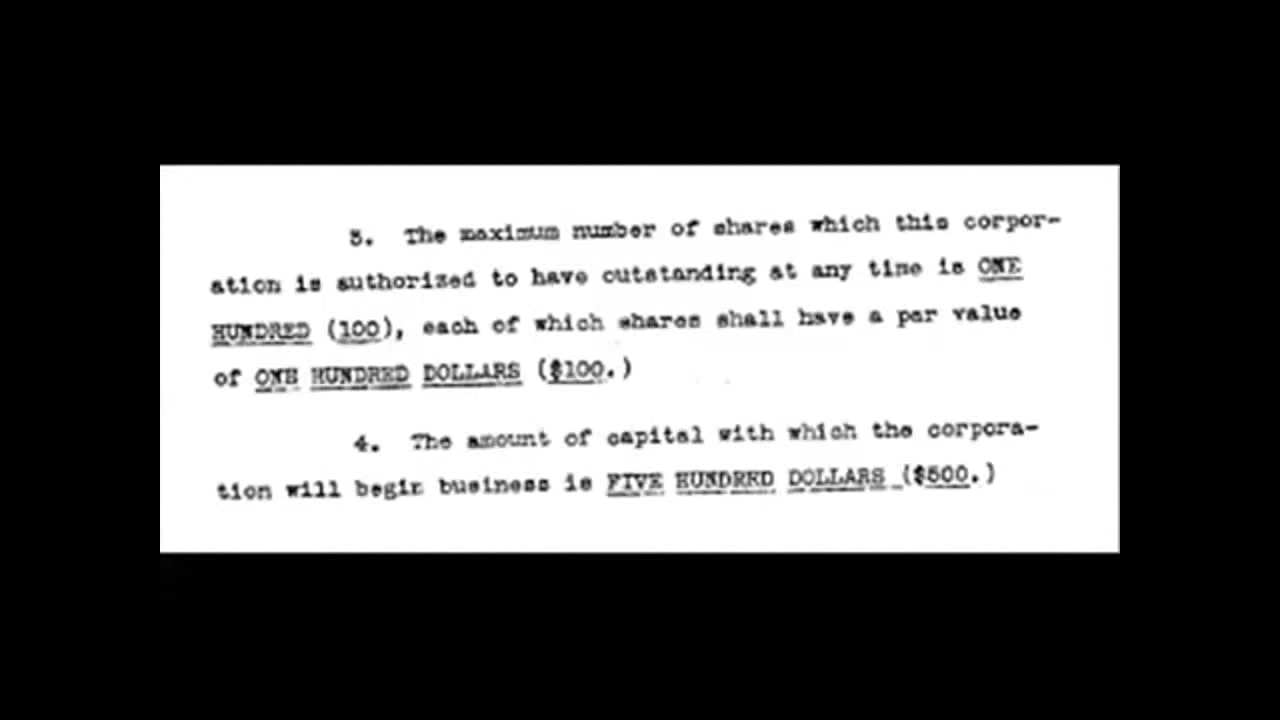 3. The maximum number of shares which this corpor-
ation is authorized to have outstanding at any time is ONE
HUNDRED (100), each of which shares shall have a par value
of ONE HUNDRED DOLLARS ($100.)
4. The amount of capital with which the corpora-
tion will begin business is FIVE HUNDRED DOLLARS ($500.)